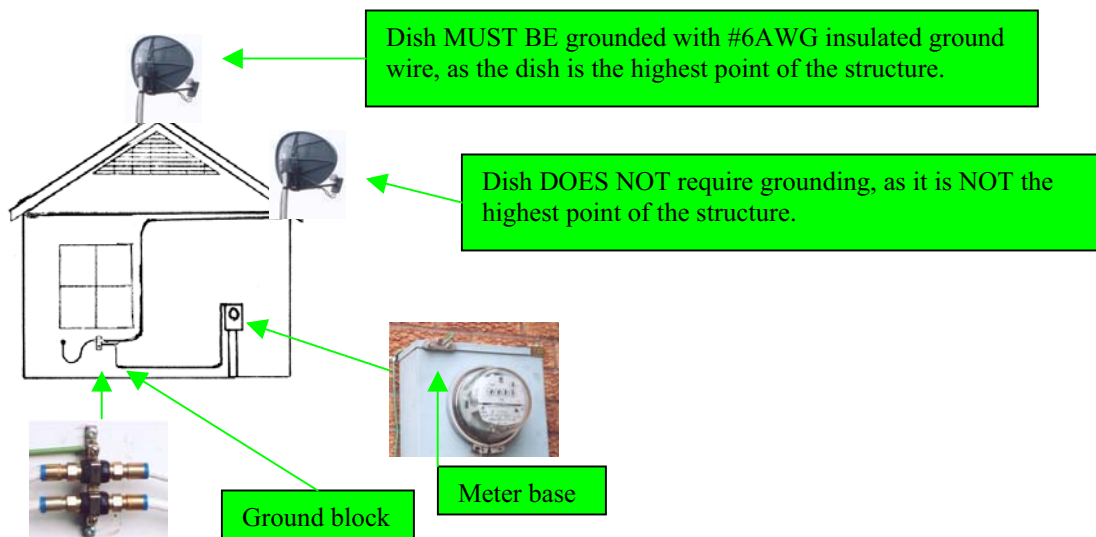 Dish MUST BE grounded with #6AWG insulated ground
wire, as the dish is the highest point of the structure.
Dish DOES NOT require grounding, as it is NOT the
highest point of the structure.
Meter base
Ground block